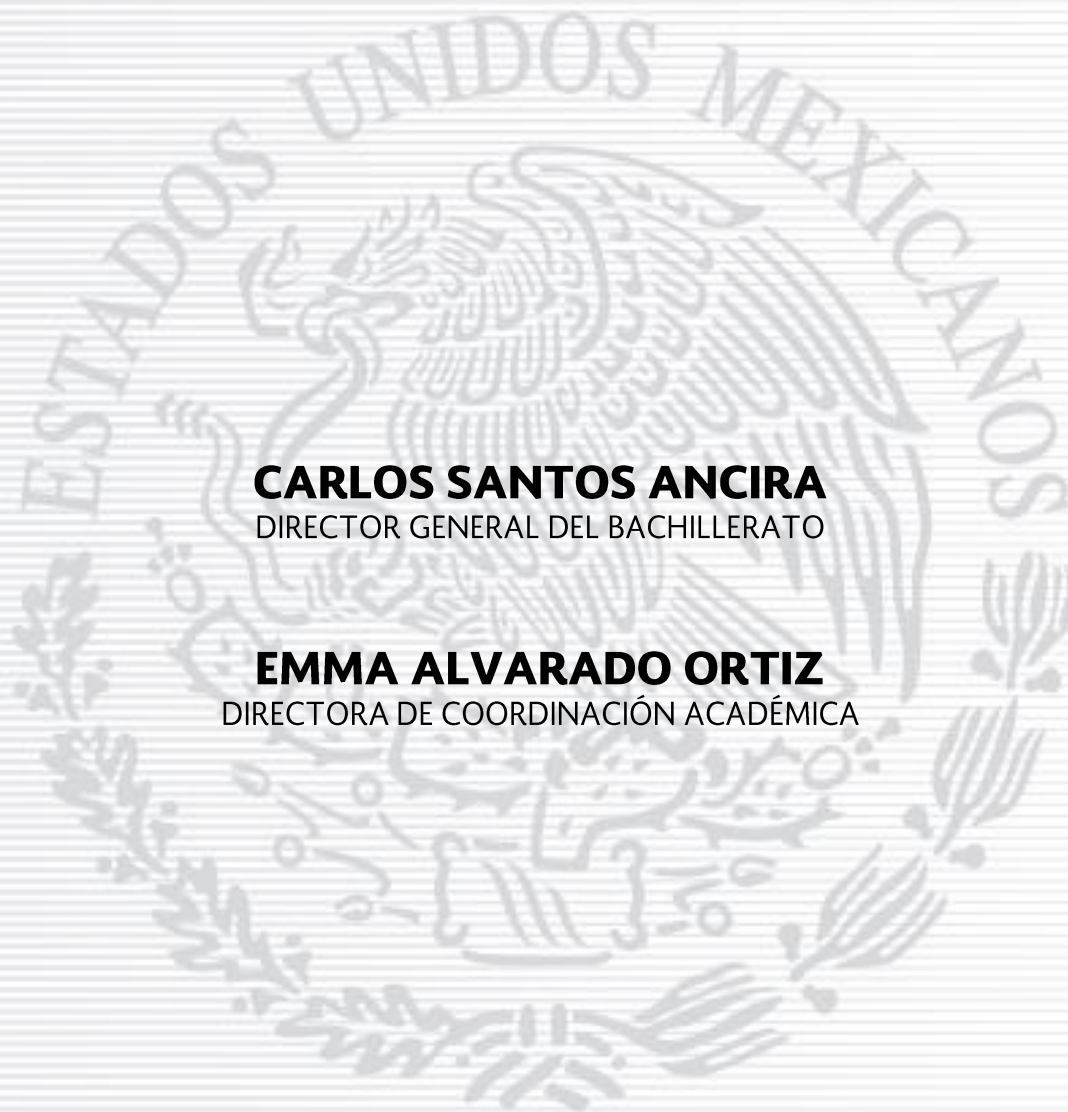 ESTADOS UNIDOS MEXICANOS
CARLOS SANTOS ANCIRA
DIRECTOR GENERAL DEL BACHILLERATO
EMMA ALVARADO ORTIZ
DIRECTORA DE COORDINACIÓN ACADÉMICA